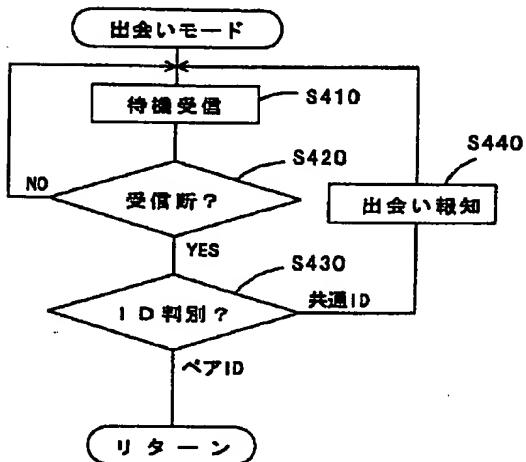 出会いモード
待機受信
S410
S420
S440
NO
受信断?
出会い報知
YES
S430
ID判別?
共通ID
ペアID
リターン